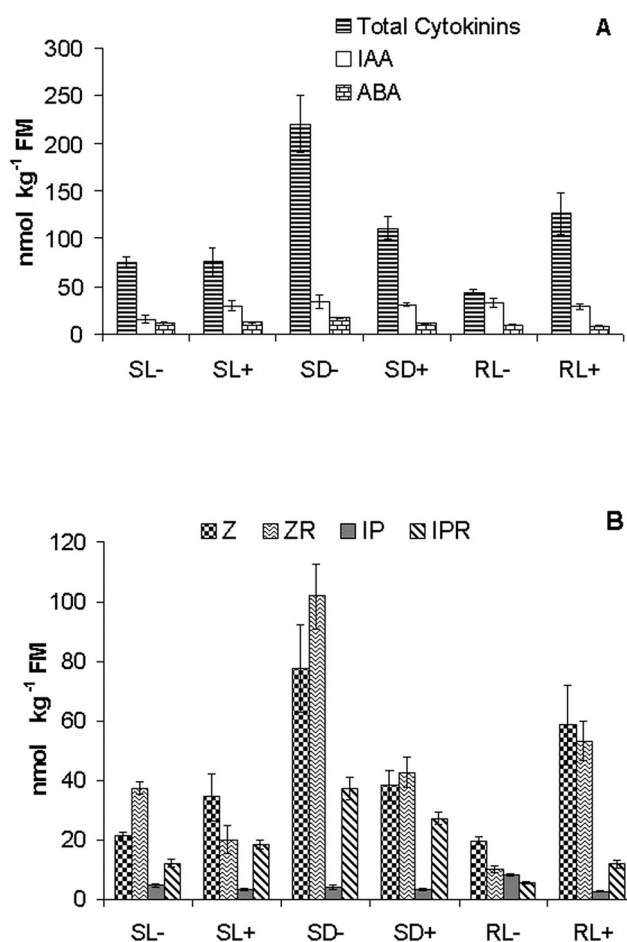 Total Cytokinins A
IAA
ABA
300
250
200
150
100
50
0
nmol kg-1 FM
SL- SL+ SD- SD+ RL- RL+
Z ZR IP IPR B
120
100
80
60
40
20
0
nmol kg-1 FM
SL- SL+ SD- SD+ RL- RL+